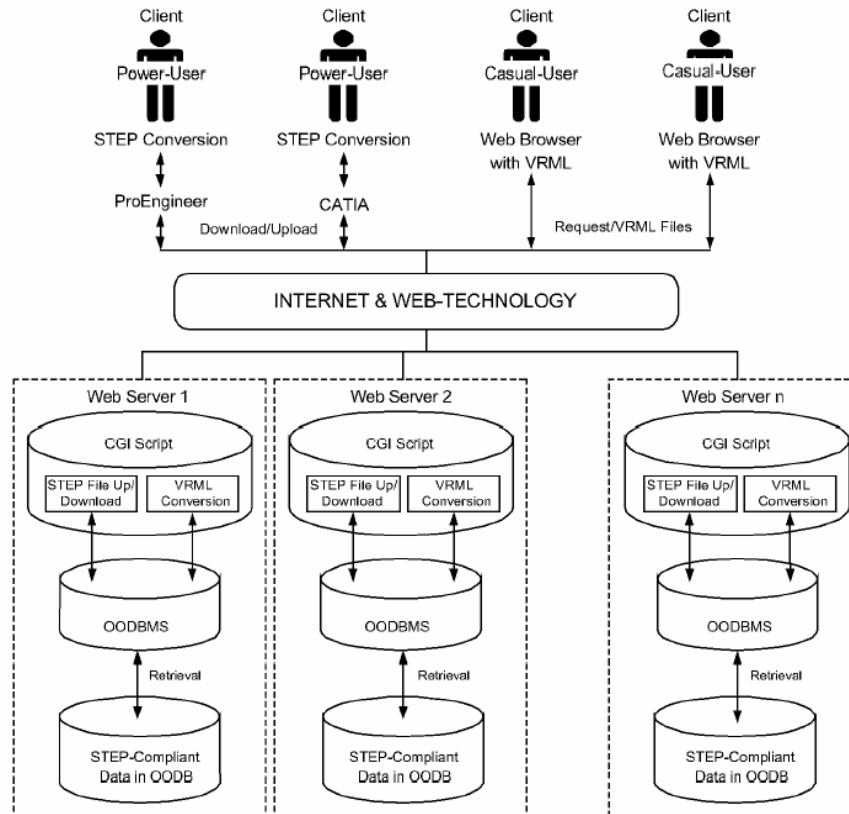 Client
Client
Client
Client
Power-User
Power-User
Casual-User
Casual-User
STEP Conversion
STEP Conversion
Web Browser
with VRML
Web Browser
with VRML
ProEngineer
CATIA
Download/Upload
Request/VRML Files
INTERNET & WEB-TECHNOLOGY
Web Server 1
CGI Script
STEP File Up/
Download
VRML
Conversion
OODBMS
Retrieval
STEP-Compliant
Data in OODB
Web Server 2
CGI Script
STEP File Up/
Download
VRML
Conversion
OODBMS
Retrieval
STEP-Compliant
Data in OODB
Web Server n
CGI Script
STEP File Up/
Download
VRML
Conversion
OODBMS
Retrieval
STEP-Compliant
Data in OODB